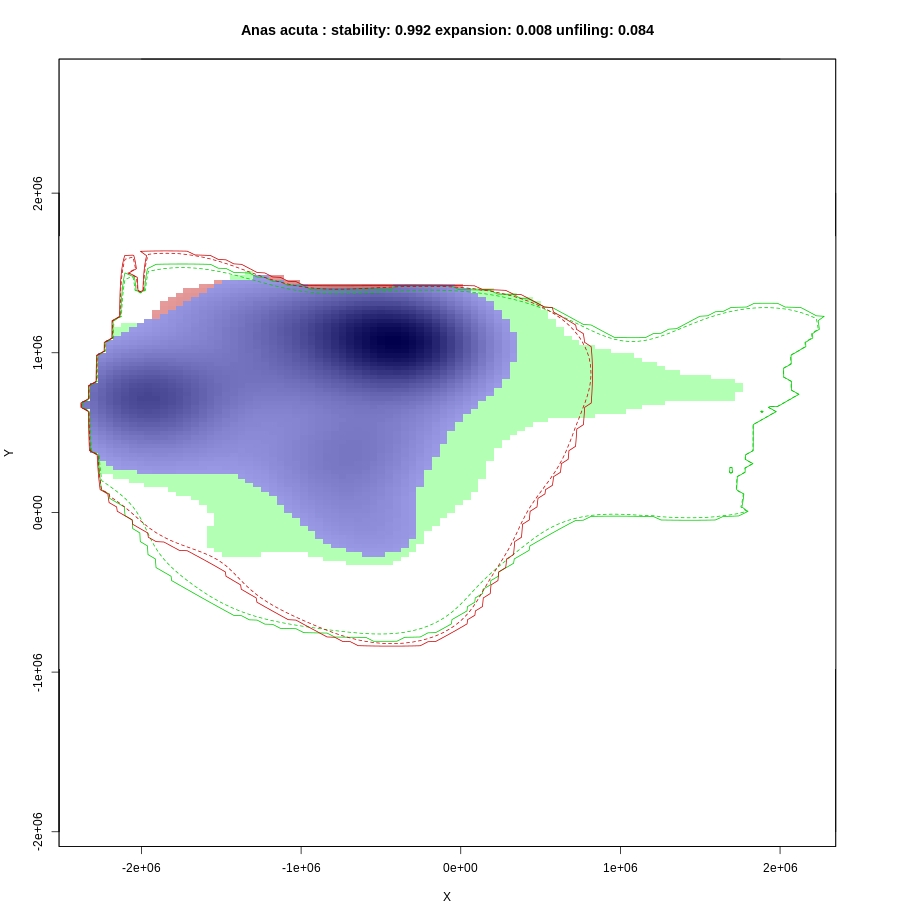 Anas acuta : stability: 0.992 expansion: 0.008 unfiling: 0.084
2e+06
1e+06
Y
0e+00
-1e+06
-2e+06
-2e+06 -1e+06 0e+00 1e+06 2e+06
X